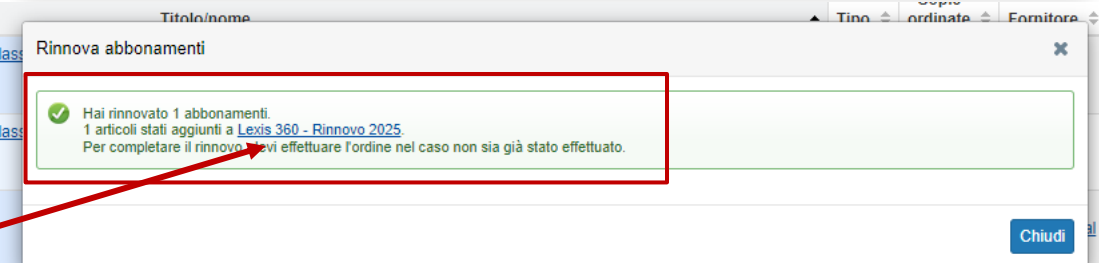 Titolo/nome
Tipo
ordinate
Fornitore
Rinnova abbonamenti
Hai rinnovato 1 abbonamenti.
1 articoli stati aggiunti a Lexis 360 - Rinnovo 2025.
Per completare il rinnovo devi effettuare l'ordine nel caso non sia già stato effettuato.
Chiudi